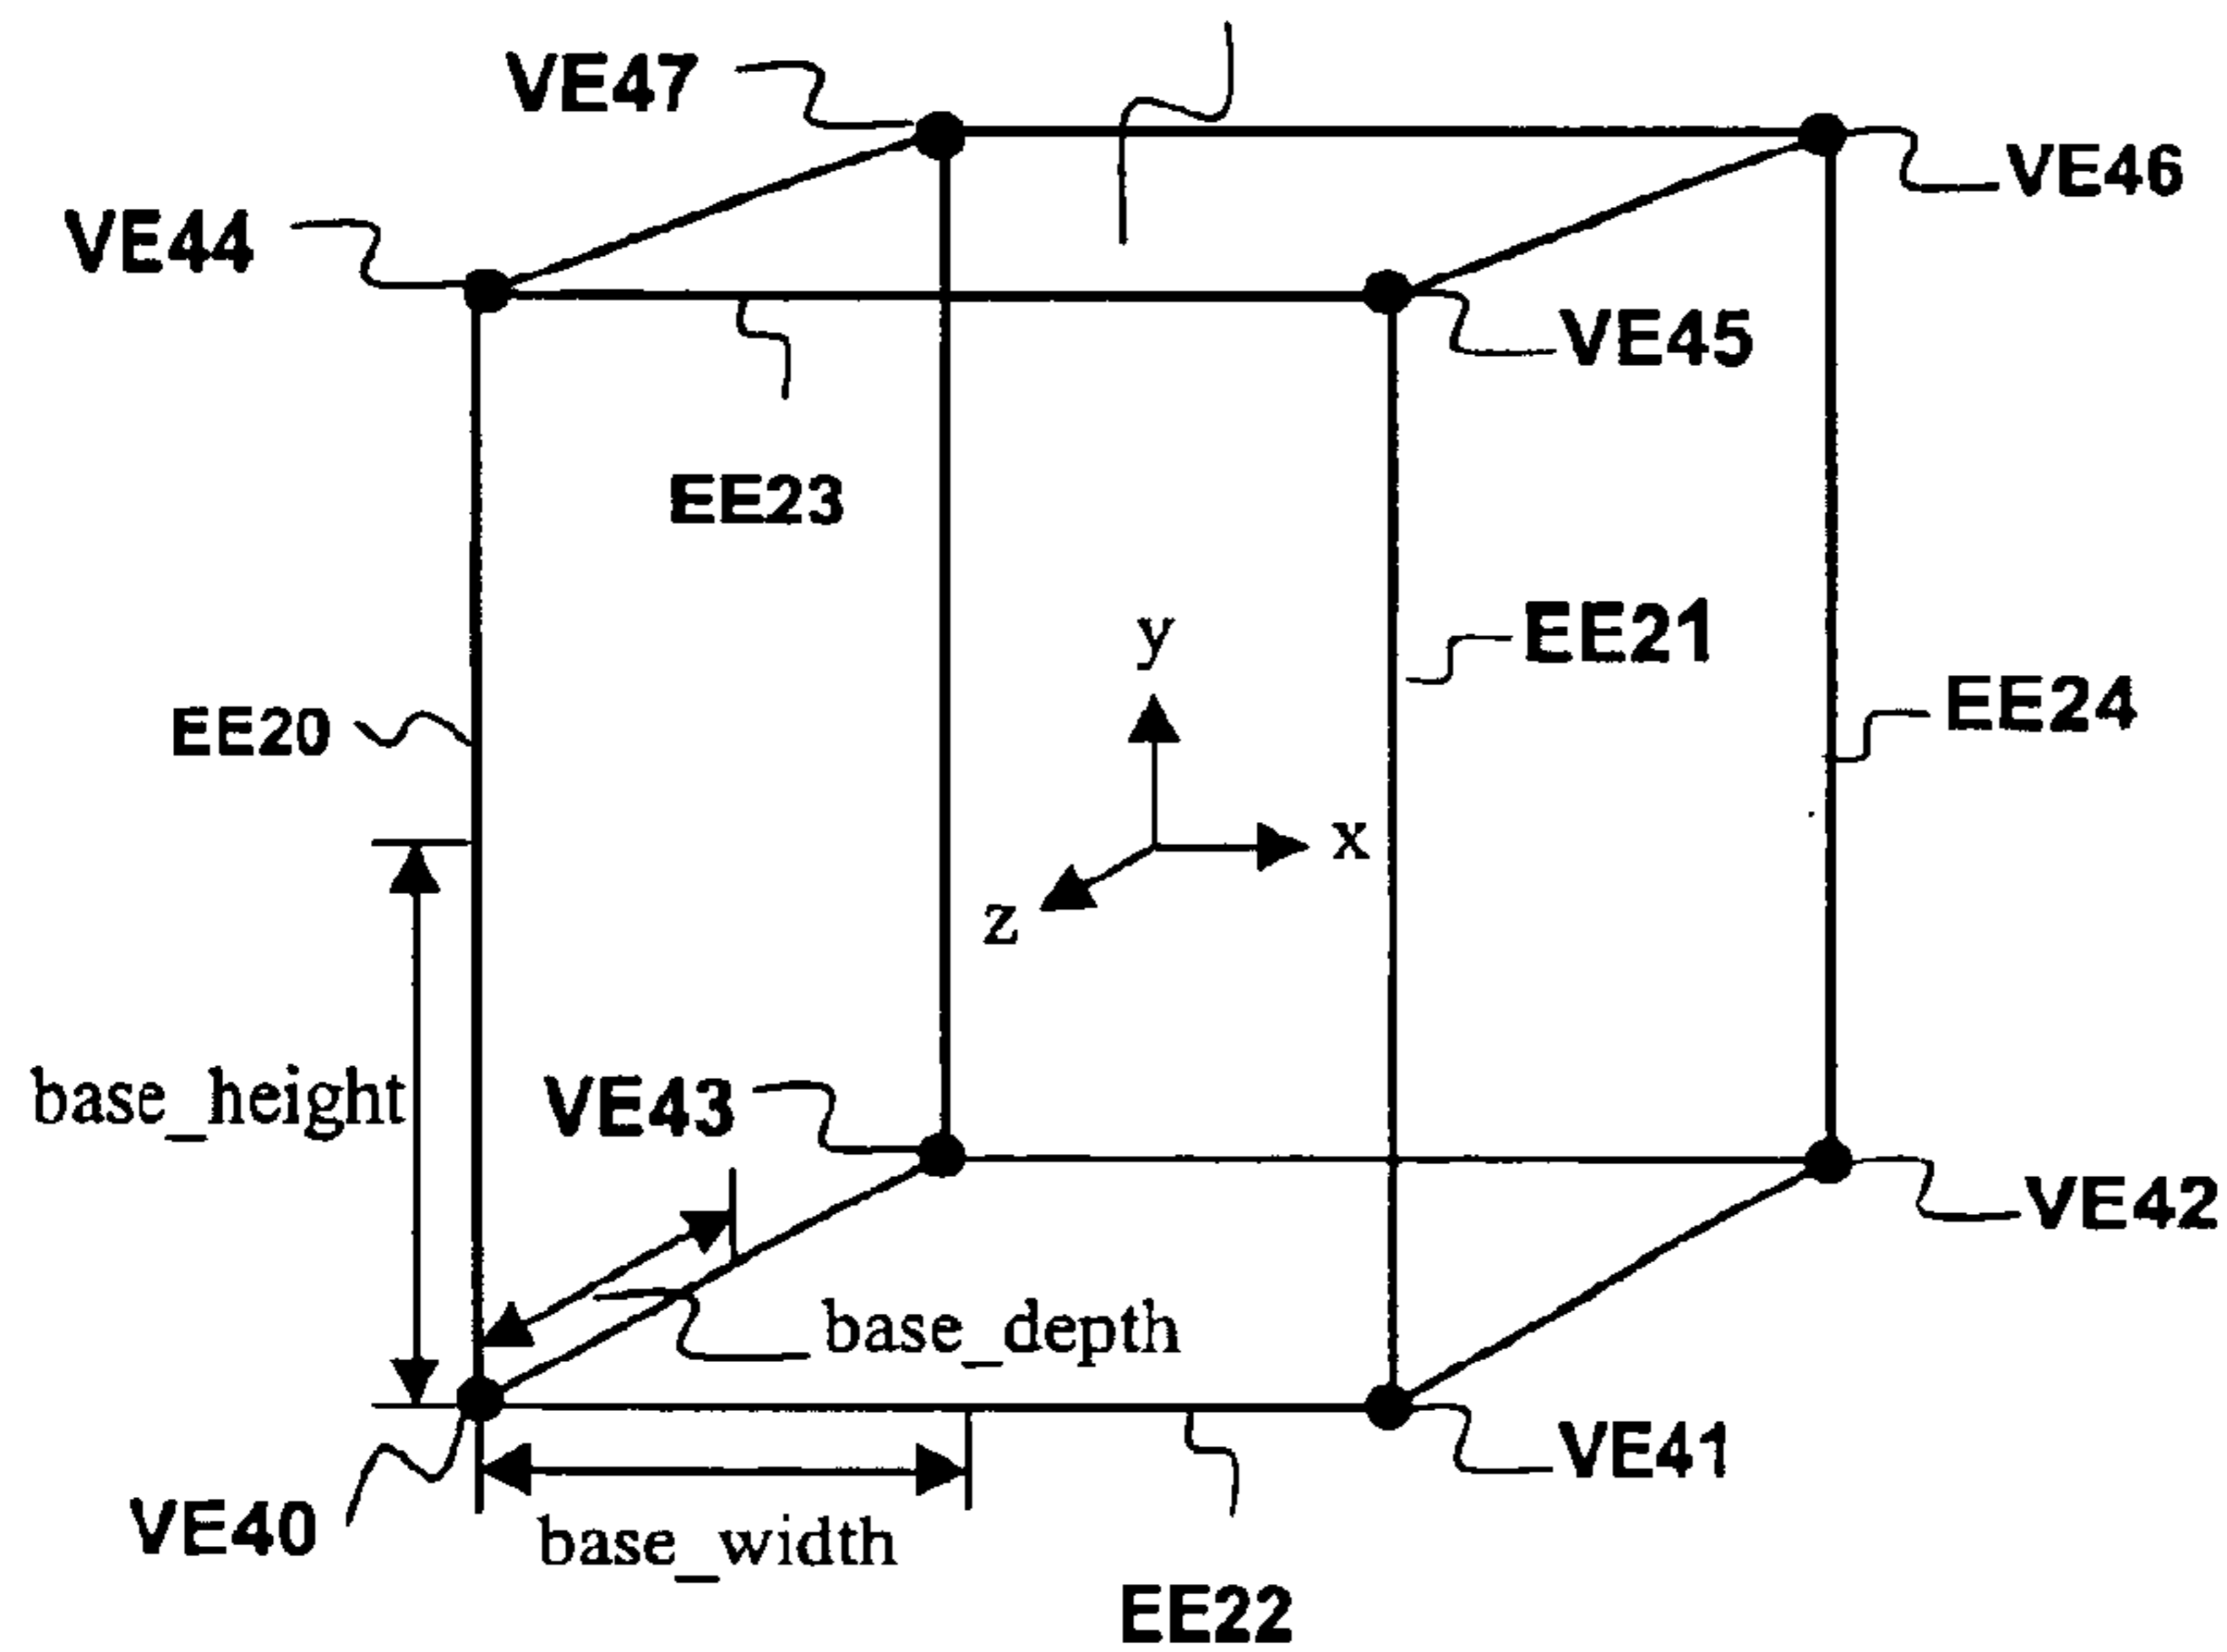 VE47
VE46
VE44
VE45
EE23
y
EE21
EE24
EE20
x
z
base_height
VE43
VE42
base_depth
VE41
VE40
base_width
EE22